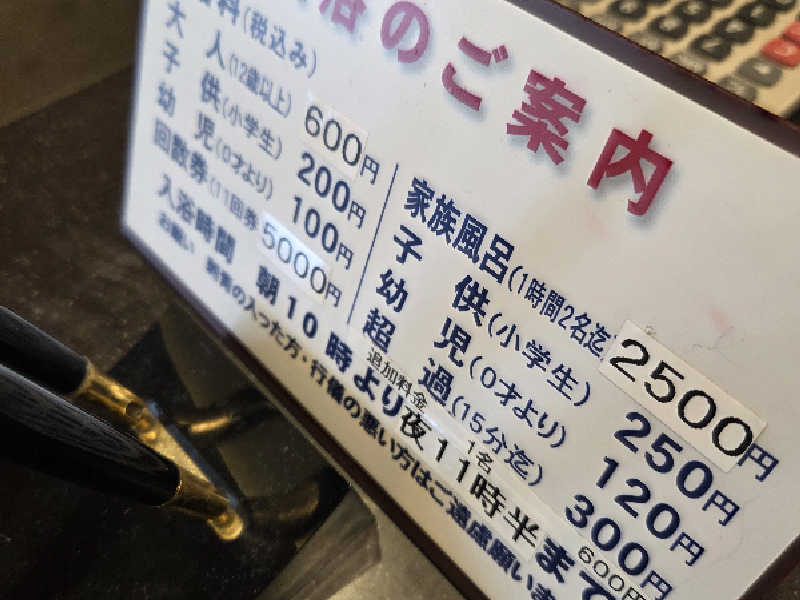 浴のご案内
料(税込み)
大人(12歳以上) 600円
子供(小学生) 200円
幼児(0才より) 100円
回数券(11回券) 5000円
家族風呂(1時間2名迄) 2500円
子供(小学生) 250円
幼児(0才より) 120円
超過(15分迄) 300円
追加料金 1名 600円
入浴時間 朝10時より夜11時半まで
お願い 刺青の入った方・行儀の悪い方はご遠慮願いま